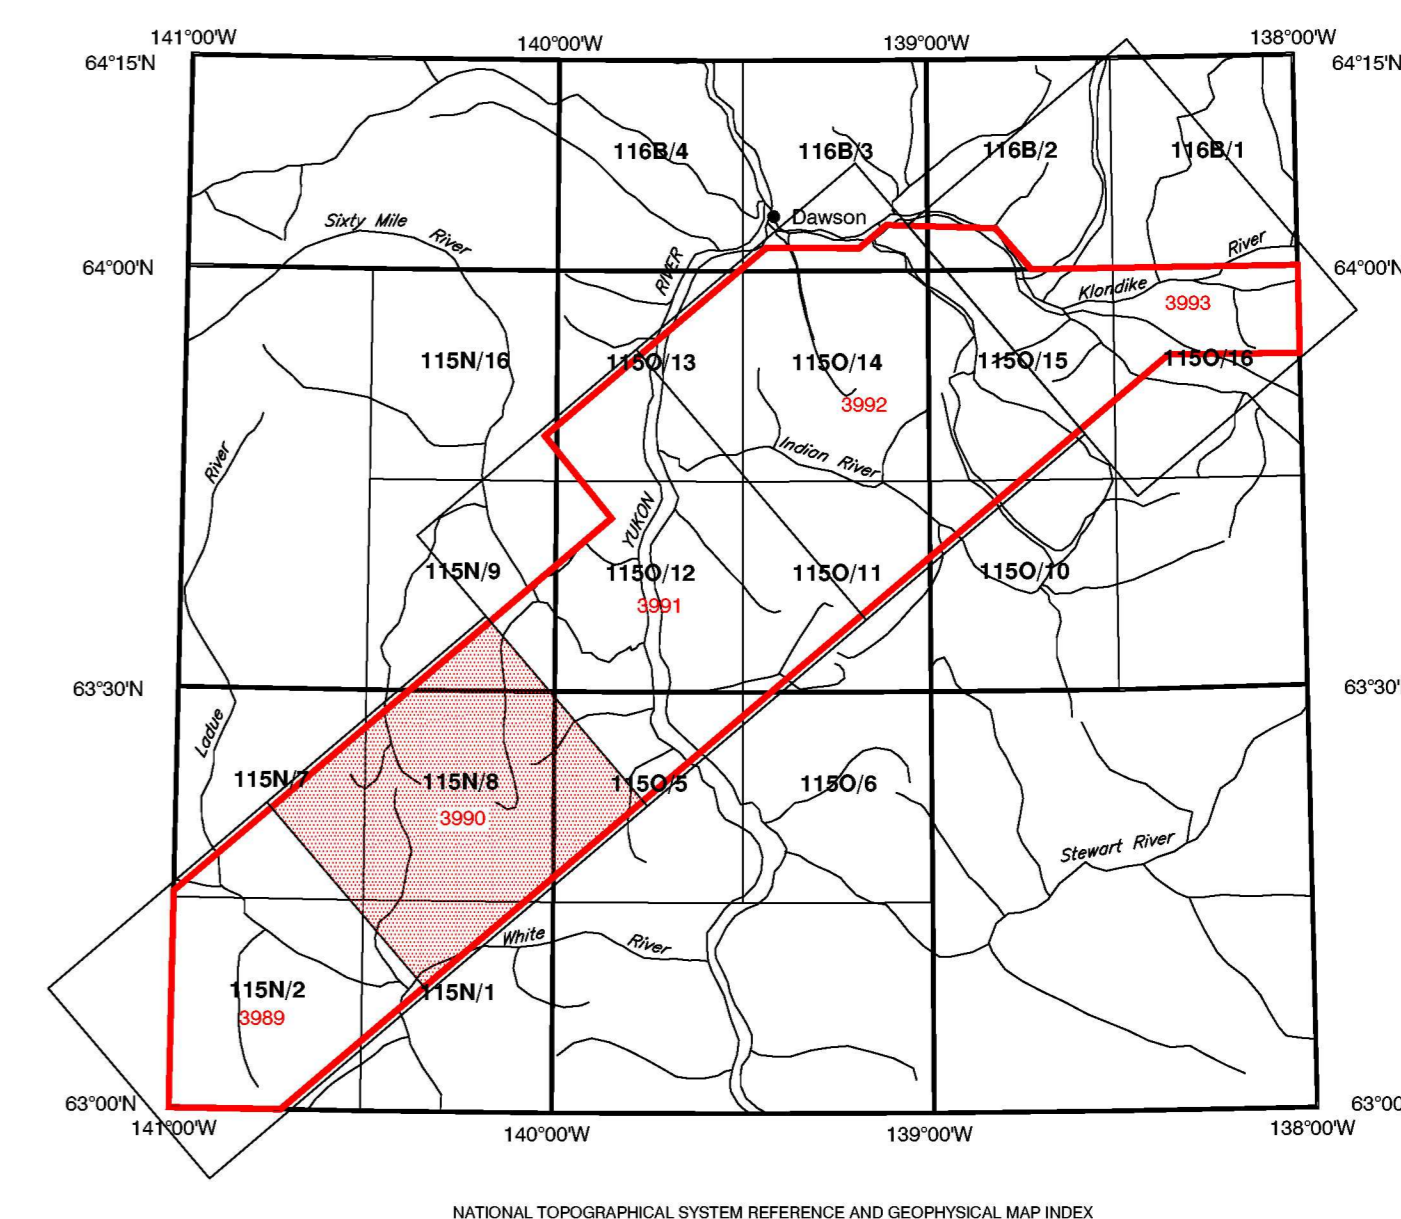 141°00'W 140°00'W 139°00'W 138°00'W
64°15'N 64°15'N
116B/4 116B/3 116B/2 116B/1
Dawson
Sixty Mile River
RIVER
River
64°00'N 64°00'N
Klondike
3993
115N/16 115O/13 115O/14 115O/15 115O/16
3992
River
Indian River
YUKON
115N/9 115O/12 115O/11 115O/10
3991
63°30'N 63°30'
Ladue
115N/7 115N/8 115O/5 115O/6
3990
Stewart River
White River
115N/2 115N/1
3989
63°00'N 63°00
141°00'W 140°00'W 139°00'W 138°00'W
NATIONAL TOPOGRAPHICAL SYSTEM REFERENCE AND GEOPHYSICAL MAP INDEX